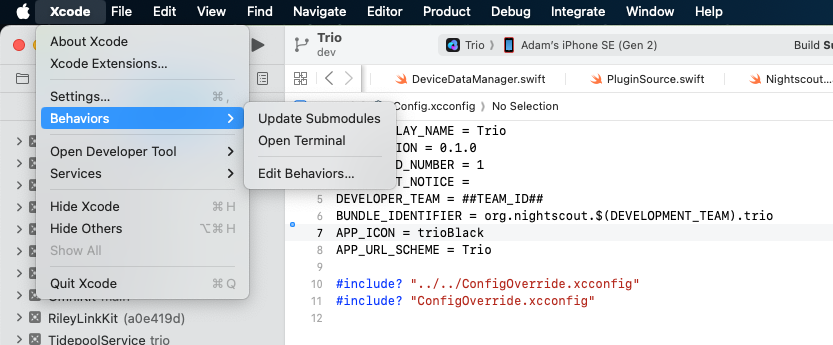 Xcode File Edit View Find Navigate Editor Product Debug Integrate Window Help
About Xcode
Xcode Extensions...
Settings... ⌘ ,
Behaviors
Open Developer Tool
Services
Hide Xcode ⌘ H
Hide Others ⌥⌘ H
Show All
Quit Xcode ⌘ Q
Update Submodules
Open Terminal
Edit Behaviors...
Trio
dev
Trio 〉 Adam's iPhone SE (Gen 2)
Build
DeviceDataManager.swift
PluginSource.swift
Nightscout...
Config.xcconfig 〉 No Selection
LAY_NAME = Trio
ION = 0.1.0
D_NUMBER = 1
T_NOTICE =
5 DEVELOPER_TEAM = ##TEAM_ID##
6 BUNDLE_IDENTIFIER = org.nightscout.$(DEVELOPMENT_TEAM).trio
7 APP_ICON = trioBlack
8 APP_URL_SCHEME = Trio
9
10 #include? "../../ConfigOverride.xcconfig"
11 #include? "ConfigOverride.xcconfig"
12
RileyLinkKit (a0e419d)
TidepoolService trio